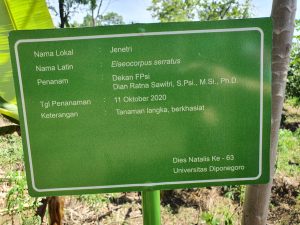 Nama Lokal : Jenetri
Nama Latin : Elaeocorpus serratus
Penanam : Dekan FPsi
Dian Ratna Sawitri, S.Psi., M.Si., Ph.D.
Tgl Penanaman : 11 Oktober 2020
Keterangan : Tanaman langka, berkhasiat
Dies Natalis Ke - 63
Universitas Diponegoro